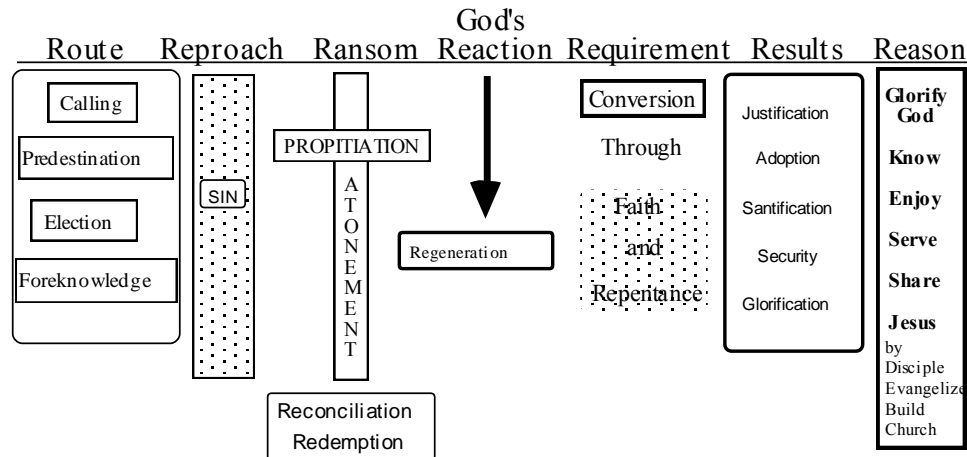 God's
Route Reproach Ransom Reaction Requirement Results Reason
Calling
Predestination
Election
Foreknowledge
SIN
PROPITIATION
ATONEMENT
Reconciliation
Redemption
Regeneration
Conversion
Through
Faith
and
Repentance
Justification
Adoption
Santification
Security
Glorification
Glorify
God
Know
Enjoy
Serve
Share
Jesus
by
Disciple
Evangelize
Build
Church